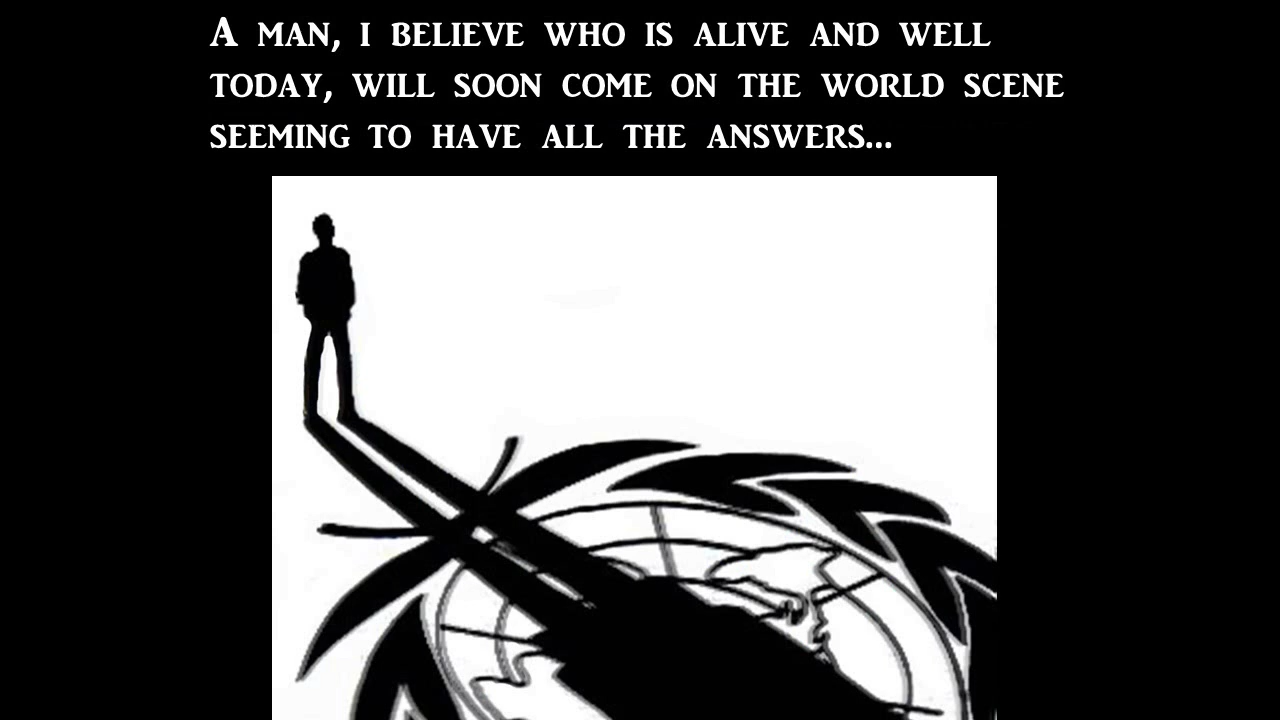 A MAN, I BELIEVE WHO IS ALIVE AND WELL
TODAY, WILL SOON COME ON THE WORLD SCENE
SEEMING TO HAVE ALL THE ANSWERS...